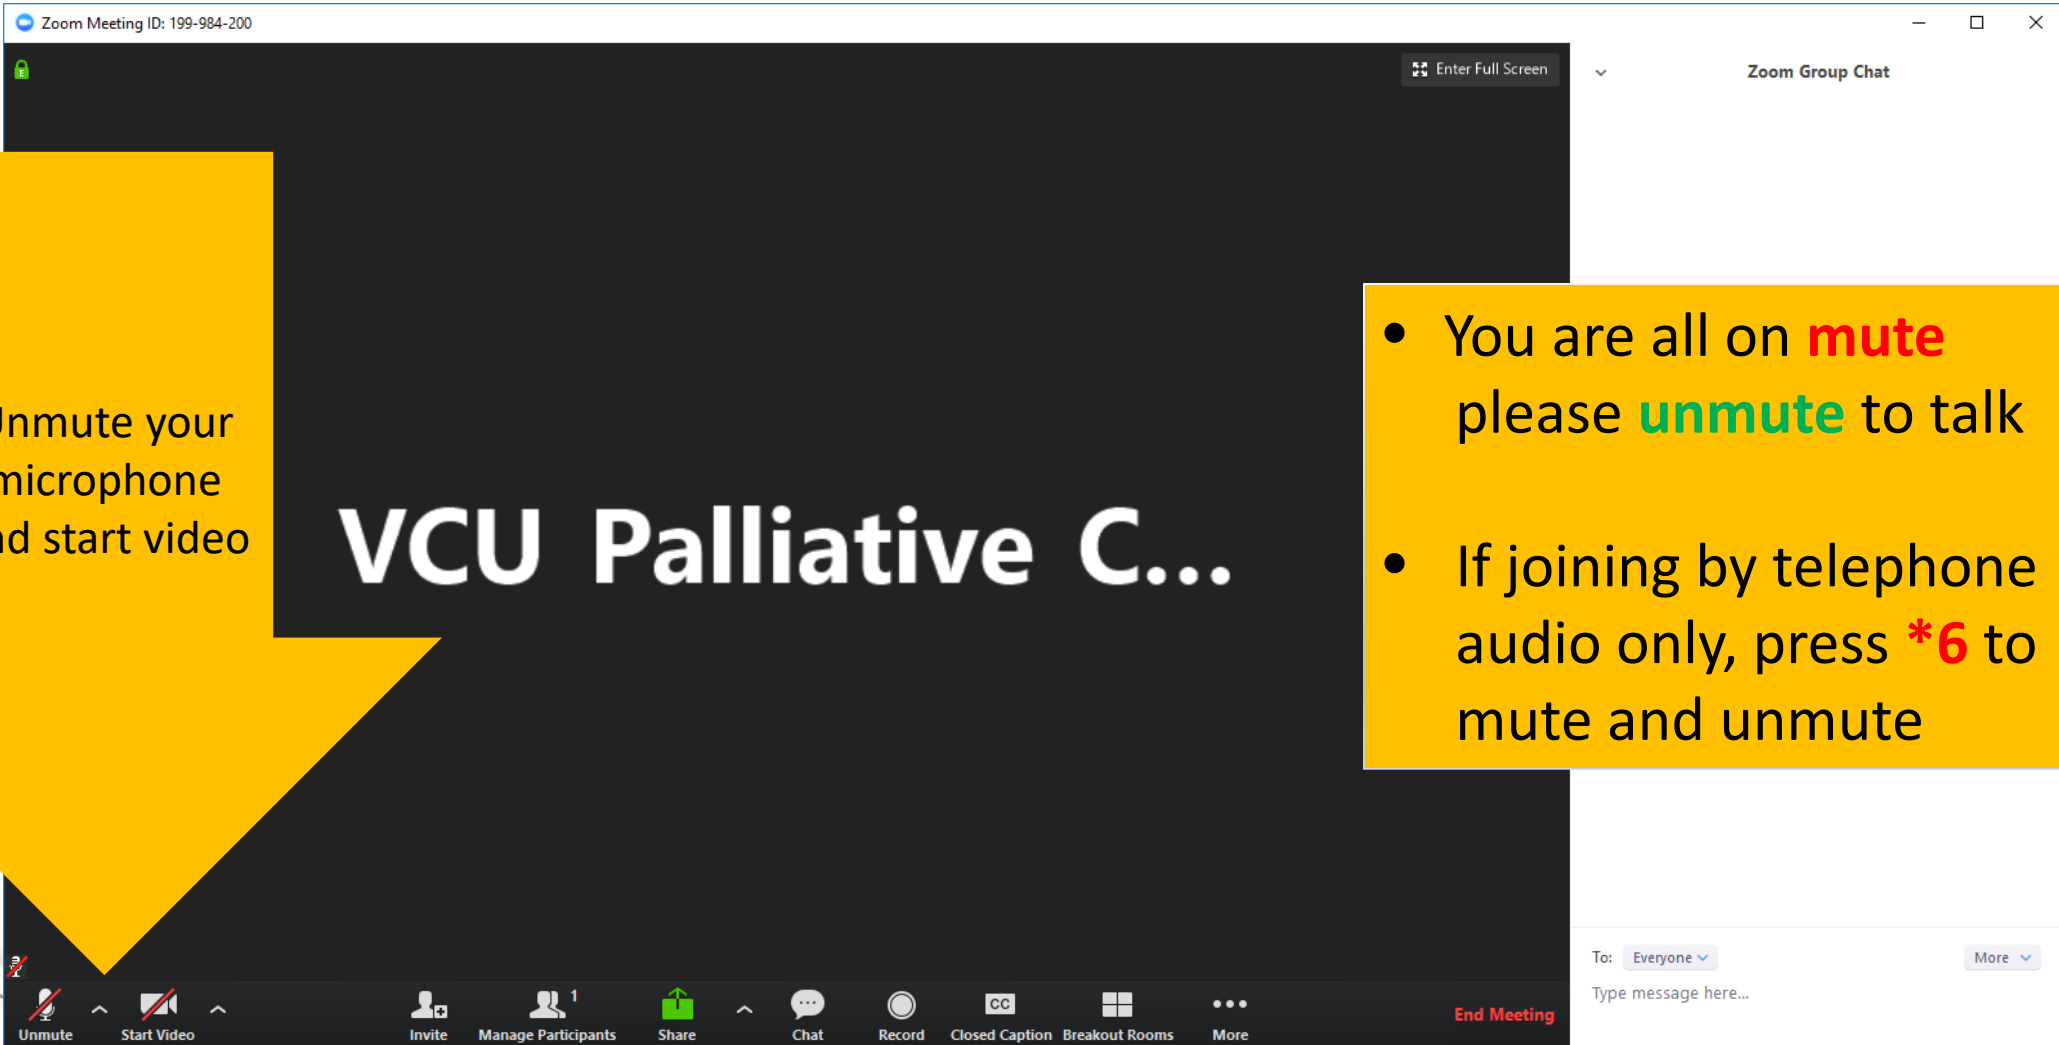 Zoom Meeting ID: 199-984-200
Enter Full Screen
Zoom Group Chat
your
microphone
start video
VCU Palliative C...
• You are all on mute
please unmute to talk
• If joining by telephone
audio only, press *6 to
mute and unmute
To: Everyone
More
Type message here...
Unmute
Start Video
Invite
1
Manage Participants
Share
Chat
Record
CC
Closed Caption
Breakout Rooms
More
End Meeting